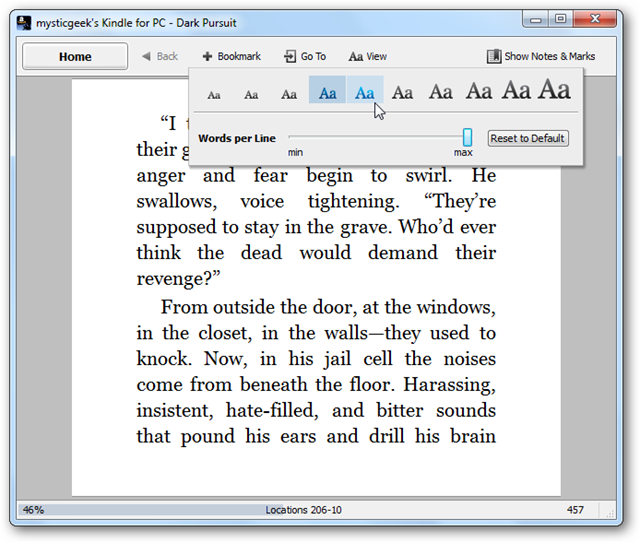 mysticgeek's Kindle for PC - Dark Pursuit
Home Back Bookmark Go To Aa View Show Notes & Marks
Aa Aa Aa Aa Aa Aa Aa Aa Aa Aa
Words per Line Reset to Default
min max
“I
their
anger and fear begin to swirl. He
swallows, voice tightening. “They’re
supposed to stay in the grave. Who’d ever
think the dead would demand their
revenge?”
From outside the door, at the windows,
in the closet, in the walls—they used to
knock. Now, in his jail cell the noises
come from beneath the floor. Harassing,
insistent, hate-filled, and bitter sounds
that pound his ears and drill his brain
46% Locations 206-10 457